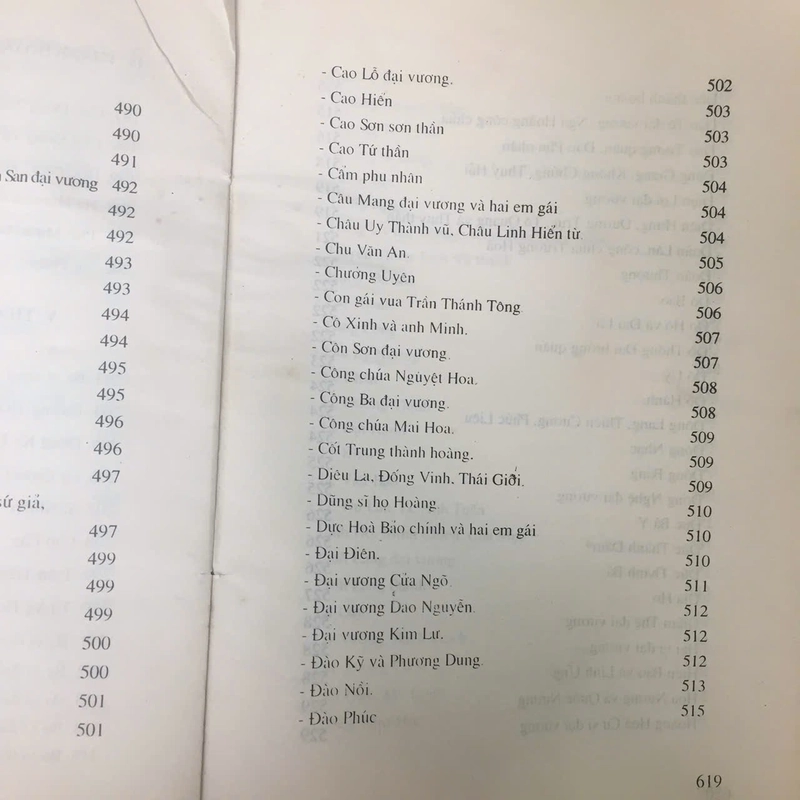 490
490
491
San đại vương 492
492
492
493
493
494
494
495
495
496
496
497
sứ giả,
497
499
499
499
500
500
501
501
- Cao Lỗ đại vương. 502
- Cao Hiển 503
- Cao Sơn sơn thần 503
- Cao Tứ thần 503
- Cẩm phu nhân 504
- Câu Mang đại vương và hai em gái 504
- Châu Uy Thành vũ, Châu Linh Hiển từ. 504
- Chu Văn An. 505
- Chưởng Uyên 506
- Con gái vua Trần Thánh Tông 506
- Cô Xinh và anh Minh. 507
- Côn Sơn đại vương. 507
- Công chúa Ngùyệt Hoa. 508
- Công Ba đại vương. 508
- Công chúa Mai Hoa. 509
- Cốt Trung thành hoàng. 509
- Diêu La, Đống Vinh, Thái Giới. 509
- Dũng sĩ họ Hoàng. 510
- Dực Hoà Bảo chính và hai em gái 510
- Đại Điên. 510
- Đại vương Cửa Ngõ 511
- Đại vương Dao Nguyễn. 512
- Đại vương Kim Lư. 512
- Đào Kỹ và Phương Dung. 512
- Đào Nồi. 513
- Đào Phúc 515
619